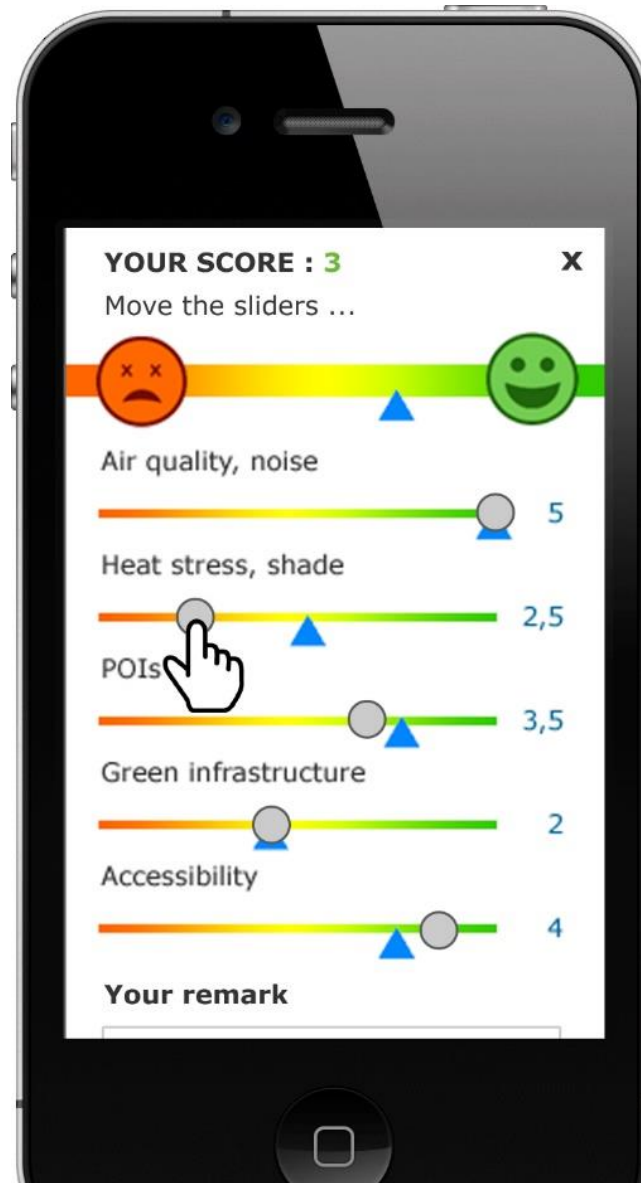 YOUR SCORE : 3 x
Move the sliders ...
Air quality, noise
5
Heat stress, shade
2,5
POIs
3,5
Green infrastructure
2
Accessibility
4
Your remark